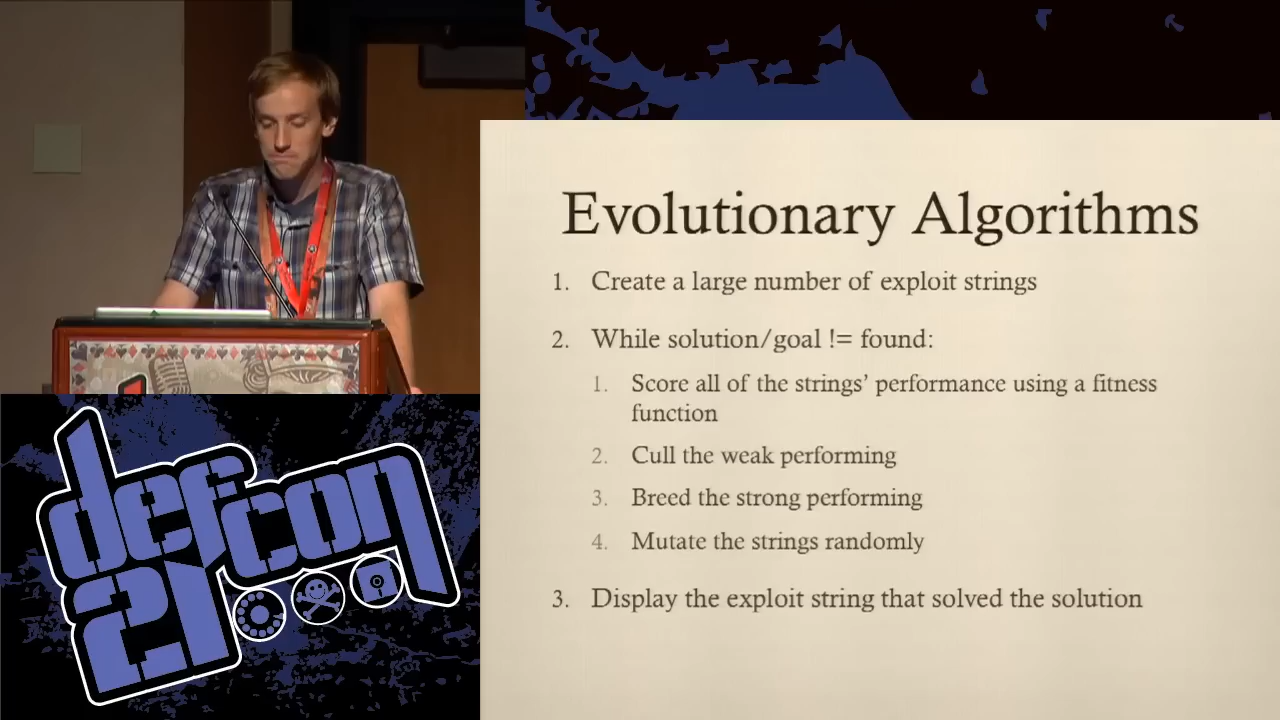 Evolutionary Algorithms
1. Create a large number of exploit strings
2. While solution/goal != found:
1. Score all of the strings’ performance using a fitness
function
2. Cull the weak performing
3. Breed the strong performing
4. Mutate the strings randomly
3. Display the exploit string that solved the solution
defcon
21